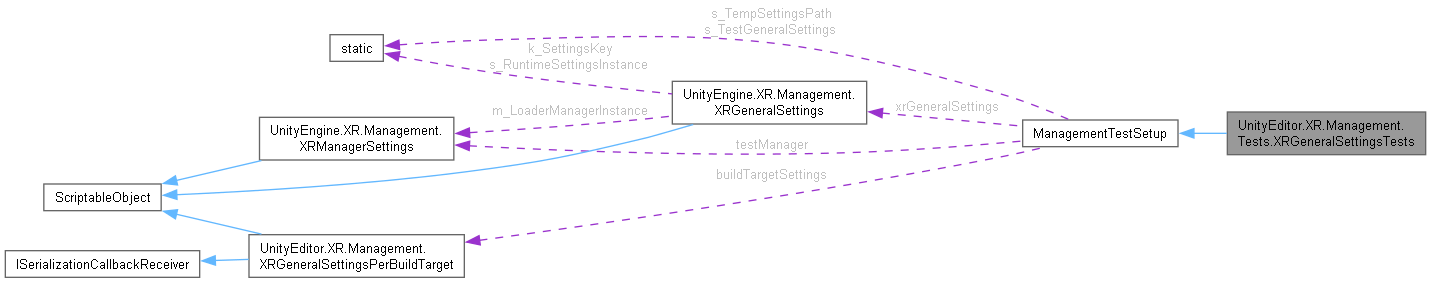 s_TempSettingsPath
s_TestGeneralSettings
static
k_SettingsKey
s_RuntimeSettingsInstance
UnityEngine.XR.Management.
XRGeneralSettings
xrGeneralSettings
m_LoaderManagerInstance
UnityEngine.XR.Management.
XRManagerSettings
ManagementTestSetup
UnityEditor.XR.Management.
Tests.XRGeneralSettingsTests
testManager
buildTargetSettings
ScriptableObject
UnityEditor.XR.Management.
XRGeneralSettingsPerBuildTarget
ISerializationCallbackReceiver